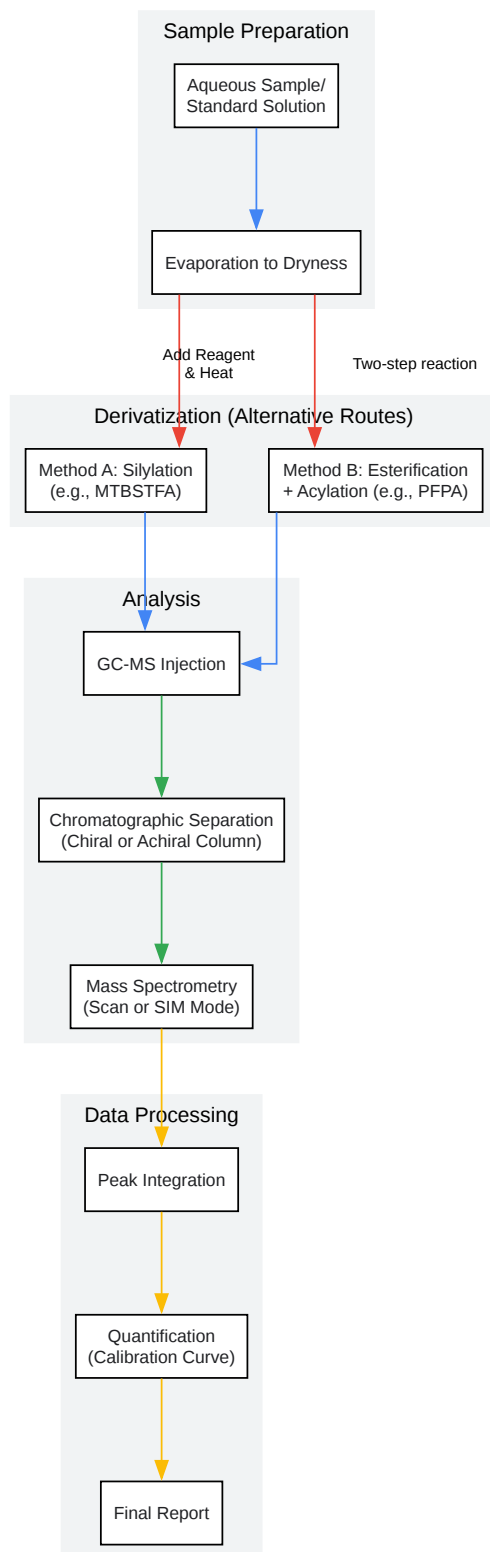 Sample Preparation
Aqueous Sample/
Standard Solution
Evaporation to Dryness
Add Reagent
& Heat
Two-step reaction
Derivatization (Alternative Routes)
Method A: Silylation
(e.g., MTBSTFA)
Method B: Esterification
+ Acylation (e.g., PFPA)
Analysis
GC-MS Injection
Chromatographic Separation
(Chiral or Achiral Column)
Mass Spectrometry
(Scan or SIM Mode)
Data Processing
Peak Integration
Quantification
(Calibration Curve)
Final Report